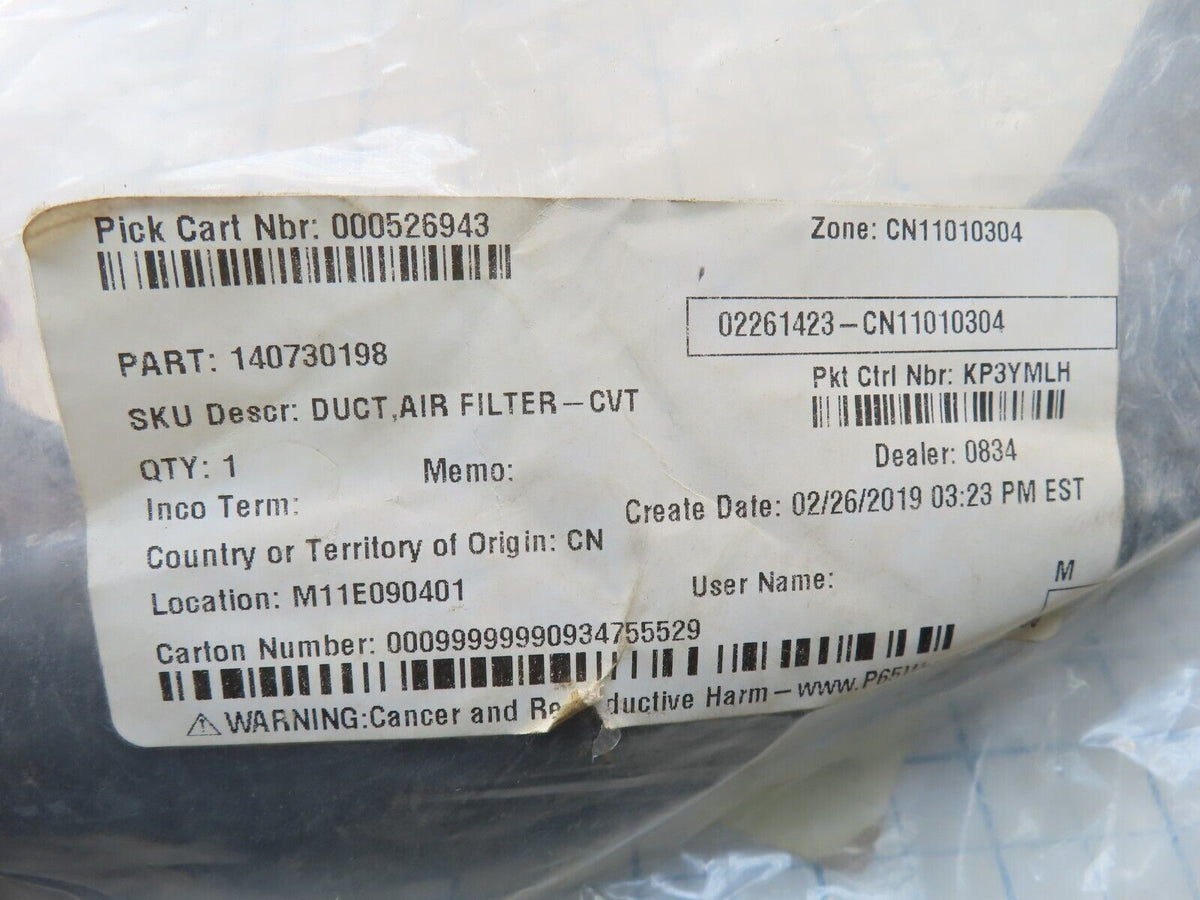 Pick Cart Nbr: 000526943
Zone: CN11010304
02261423-CN11010304
PART: 140730198
Pkt Ctrl Nbr: KP3YMLH
SKU Descr: DUCT,AIR FILTER-CVT
Dealer: 0834
QTY: 1 Memo:
Inco Term:
Create Date: 02/26/2019 03:23 PM EST
Country or Territory of Origin: CN
Location: M11E090401
User Name:
M
Carton Number: 00099999990934755529
⚠WARNING:Cancer and Harm-www.